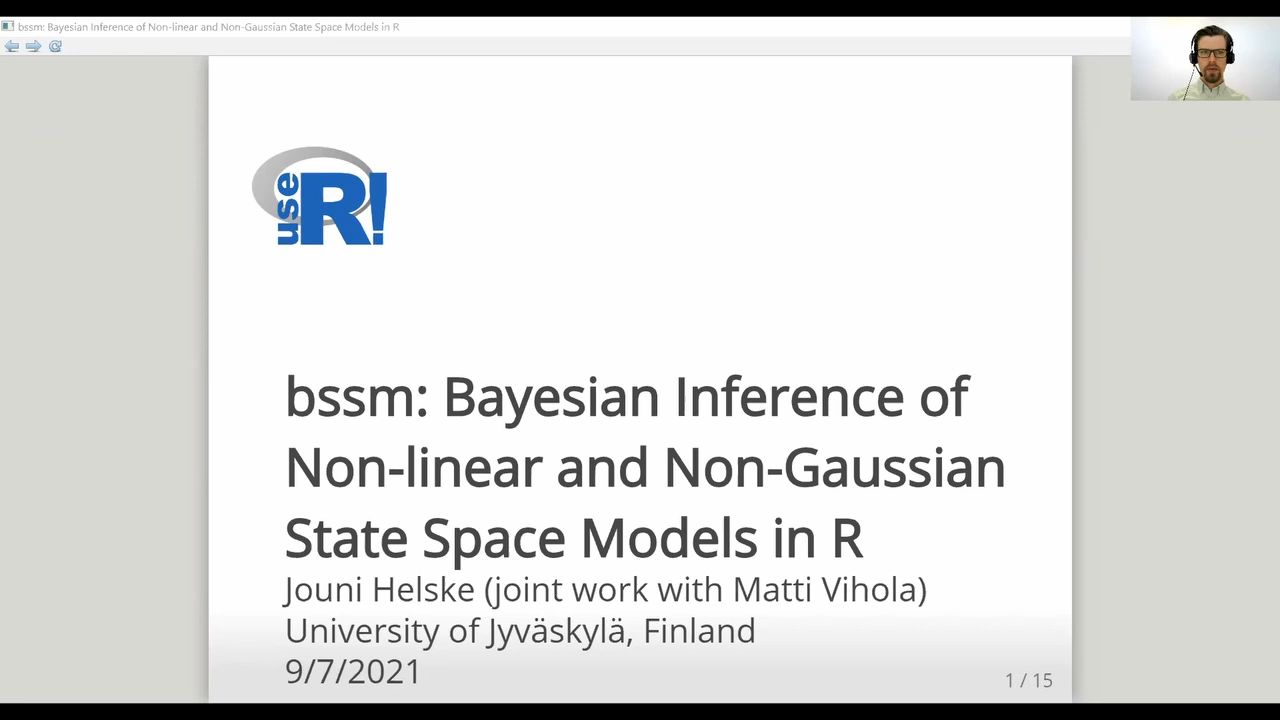 bssm: Bayesian Inference of Non-linear and Non-Gaussian State Space Models in R
use R!
bssm: Bayesian Inference of
Non-linear and Non-Gaussian
State Space Models in R
Jouni Helske (joint work with Matti Vihola)
University of Jyväskylä, Finland
9/7/2021
1 / 15